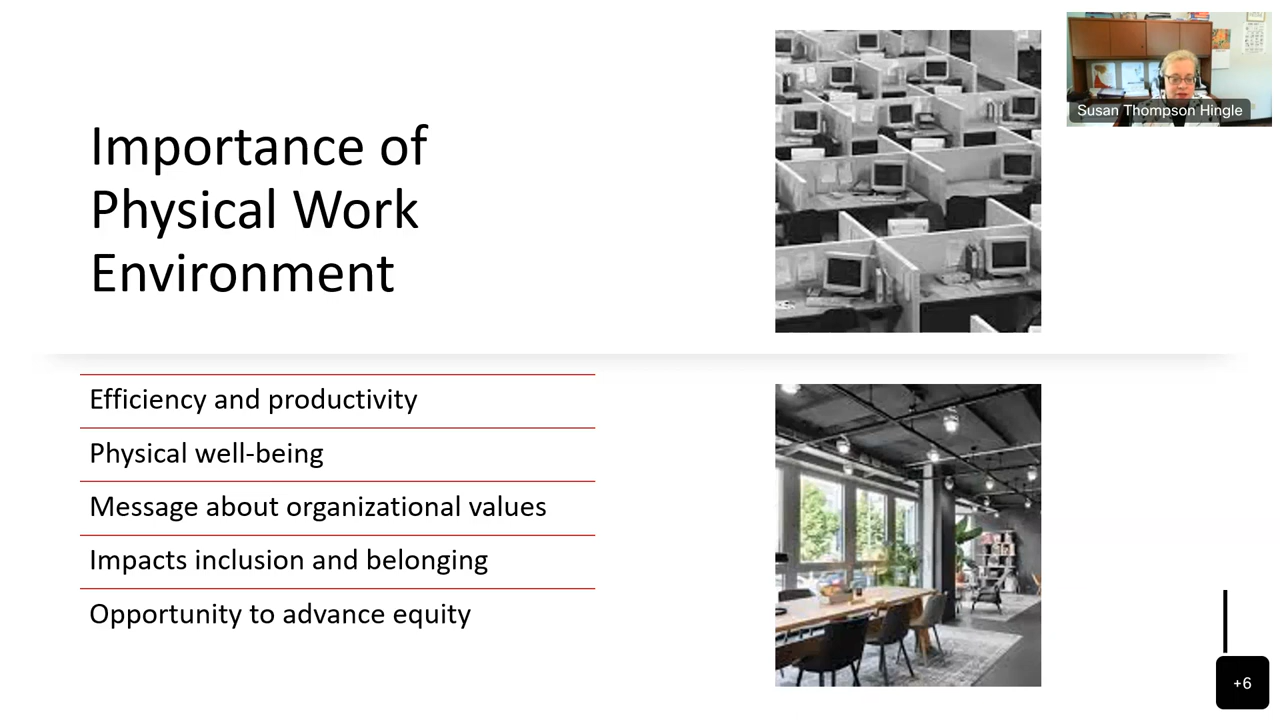 Importance of
Physical Work
Environment
Susan Thompson Hingle
Efficiency and productivity
Physical well-being
Message about organizational values
Impacts inclusion and belonging
Opportunity to advance equity
+6